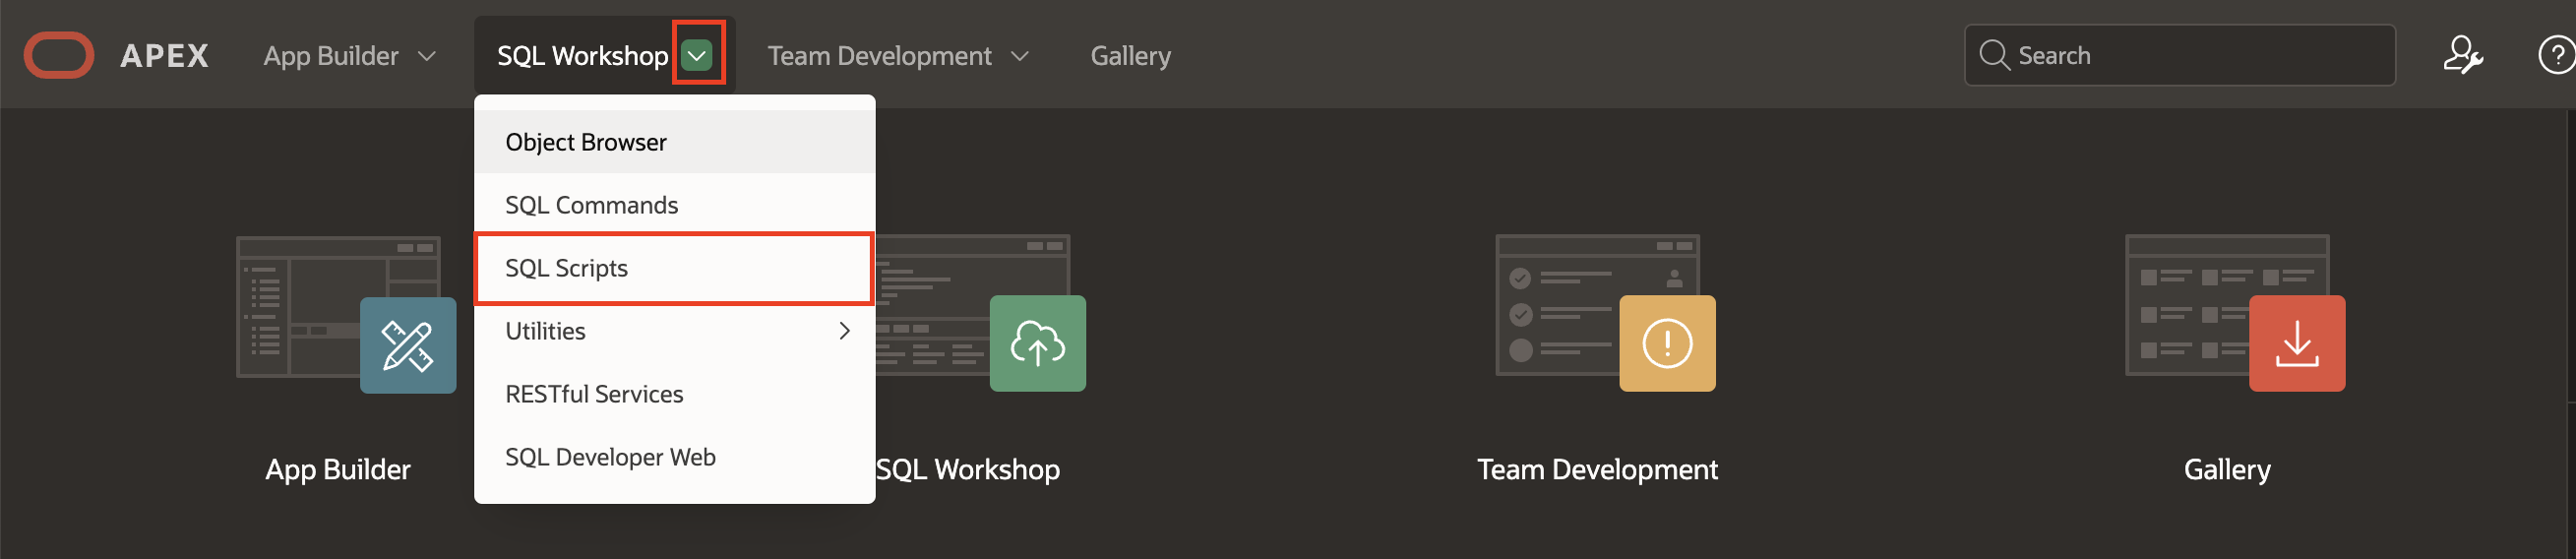 APEX App Builder SQL Workshop Team Development Gallery Search ?
Object Browser
SQL Commands
SQL Scripts
Utilities
RESTful Services
SQL Developer Web
!
App Builder SQL Workshop Team Development Gallery